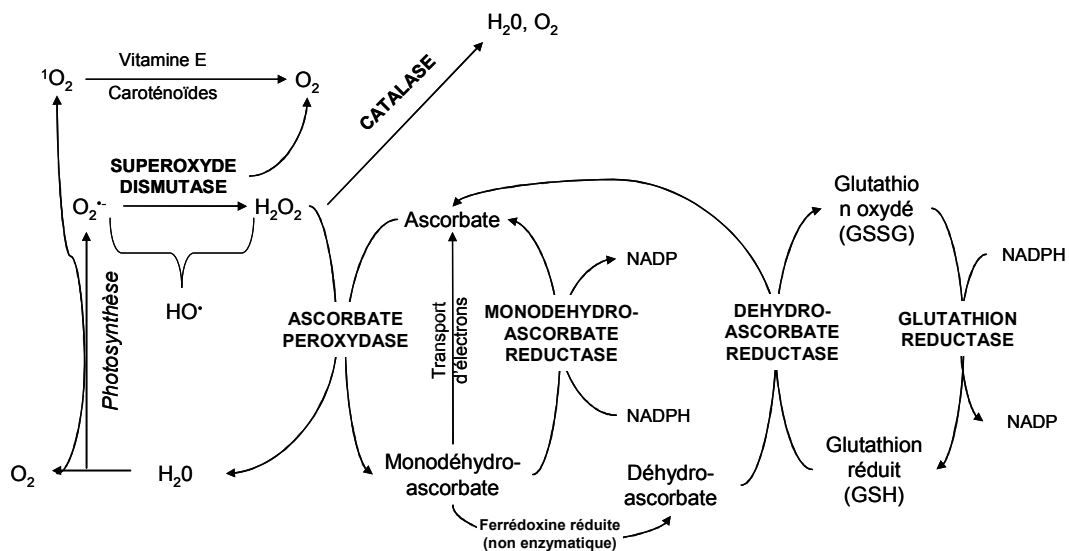 H₂0, O₂
Vitamine E
¹O₂
O₂
Caroténoïdes
CATALASE
SUPEROXYDE
DISMUTASE
O₂•-
H₂O₂
HO•
Photosynthèse
O₂
H₂0
ASCORBATE
PEROXYDASE
Ascorbate
Transport
d'électrons
Monodéhydro-
ascorbate
NADP
MONODEHYDRO-
ASCORBATE
REDUCTASE
NADPH
Ferrédoxine réduite
(non enzymatique)
Déhydro-
ascorbate
DEHYDRO-
ASCORBATE
REDUCTASE
Glutathio
n oxydé
(GSSG)
NADPH
GLUTATHION
REDUCTASE
NADP
Glutathion
réduit
(GSH)